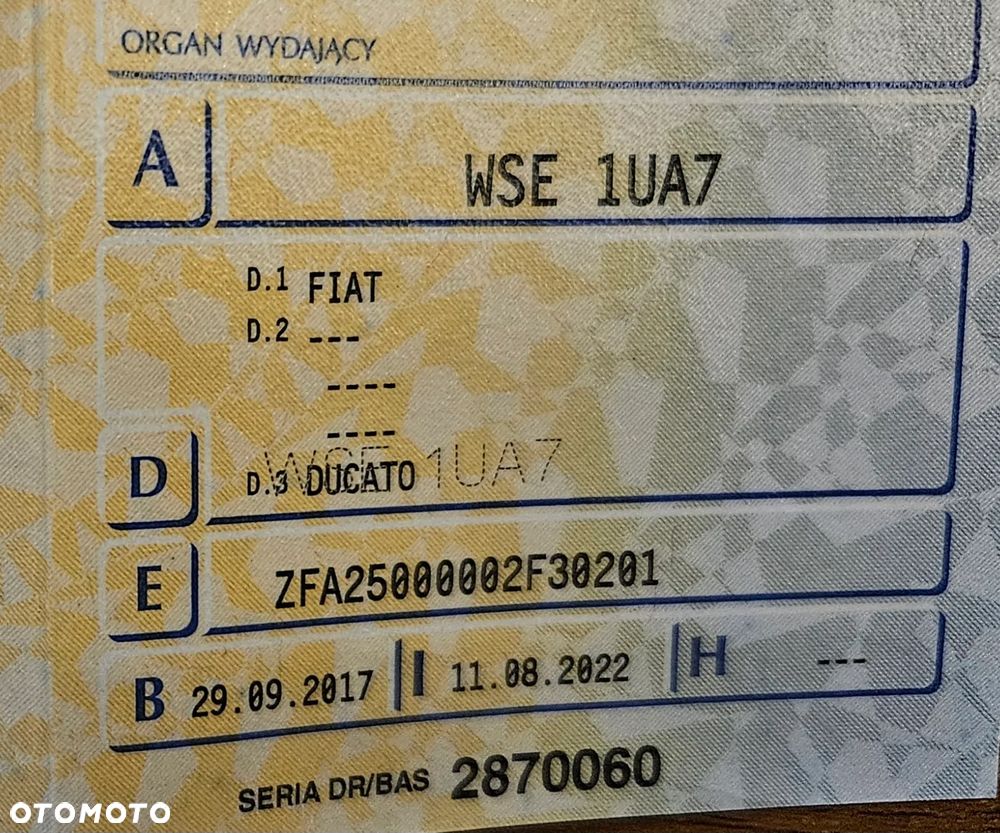 ORGAN WYDAJĄCY
A WSE 1UA7
D.1 FIAT
D.2 ---
----
----
D D.3 DUCATO
WSE 1UA7
E ZFA25000002F30201
B 29.09.2017 I 11.08.2022 H ---
SERIA DR/BAS 2870060
OTOMOTO